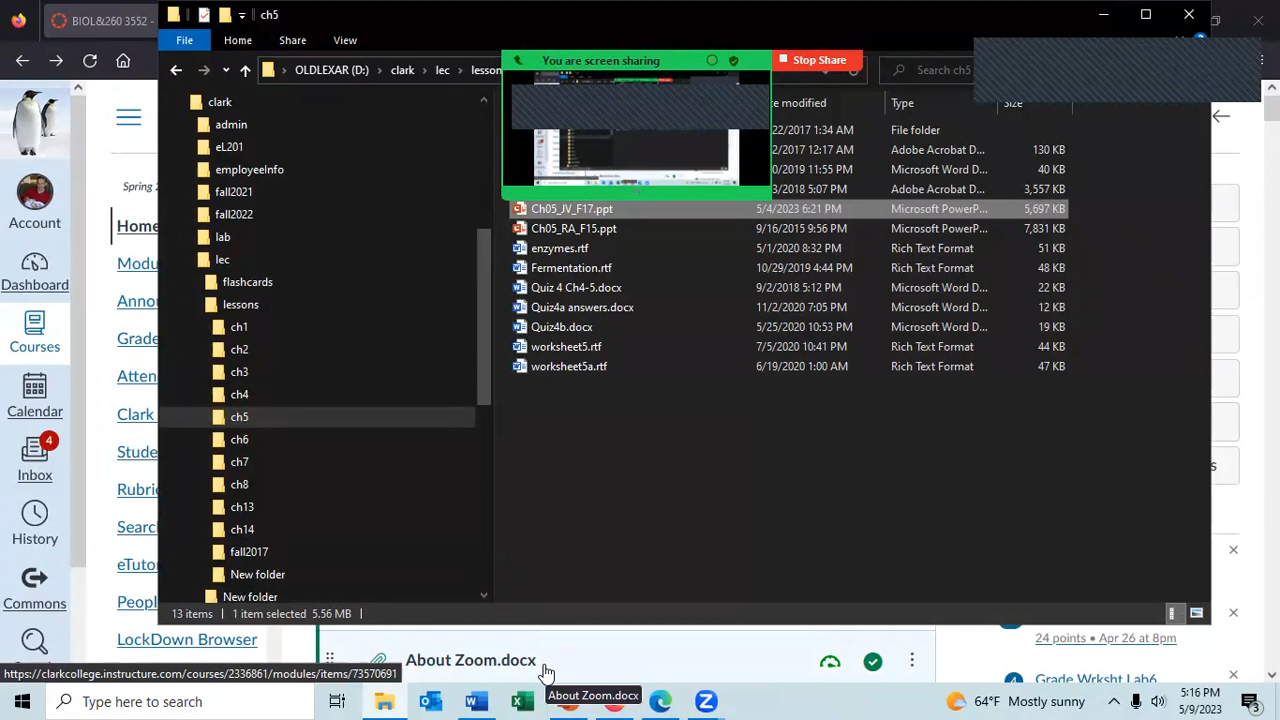 BIOL&260 3552 -
ch5
File Home Share View
OLDLEXAR (D:) clark lec lesson
Search ch5
You are screen sharing
Stop Share
Type
Size
clark
admin
eL201
employeeInfo
fall2021
fall2022
lab
lec
flashcards
lessons
ch1
ch2
ch3
ch4
ch5
ch6
ch7
ch8
ch13
ch14
fall2017
New folder
New folder
22/2017 1:34 AM File folder
2/2017 12:17 AM Adobe Acrobat D... 130 KB
0/2019 11:55 PM Microsoft Word D... 40 KB
3/2018 5:07 PM Adobe Acrobat D... 3,557 KB
Ch05_JV_F17.ppt 5/4/2023 6:21 PM Microsoft PowerP... 5,697 KB
Ch05_RA_F15.ppt 9/16/2015 9:56 PM Microsoft PowerP... 7,831 KB
enzymes.rtf 5/1/2020 8:32 PM Rich Text Format 51 KB
Fermentation.rtf 10/29/2019 4:44 PM Rich Text Format 48 KB
Quiz 4 Ch4-5.docx 9/2/2018 5:12 PM Microsoft Word D... 22 KB
Quiz4a answers.docx 11/2/2020 7:05 PM Microsoft Word D... 12 KB
Quiz4b.docx 5/25/2020 10:53 PM Microsoft Word D... 19 KB
worksheet5.rtf 7/5/2020 10:41 PM Rich Text Format 44 KB
worksheet5a.rtf 6/19/2020 1:00 AM Rich Text Format 47 KB
13 items 1 item selected 5.56 MB
Account
Dashboard
Courses
Calendar
4
Inbox
History
Commons
Spring 2
Home
Modu
Annou
Grade
Atten
Clark
Stude
Rubri
Searc
eTutor
Peopl
LockDown Browser
About Zoom.docx
24 points • Apr 26 at 8pm
Grade Wrksht Lab6
https://clarkcollege.instructure.com/courses/2336861/modules/items/73570691
About Zoom.docx
Type here to search
64°F Mostly sunny
5:16 PM
5/9/2023
3